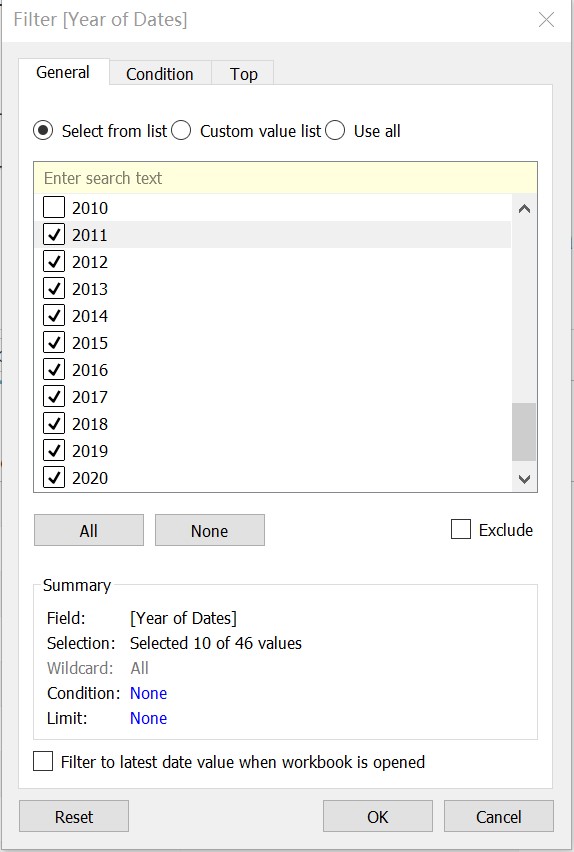 Filter [Year of Dates]
General Condition Top
Select from list Custom value list Use all
Enter search text
2010
2011
2012
2013
2014
2015
2016
2017
2018
2019
2020
All None Exclude
Summary
Field: [Year of Dates]
Selection: Selected 10 of 46 values
Wildcard: All
Condition: None
Limit: None
Filter to latest date value when workbook is opened
Reset OK Cancel